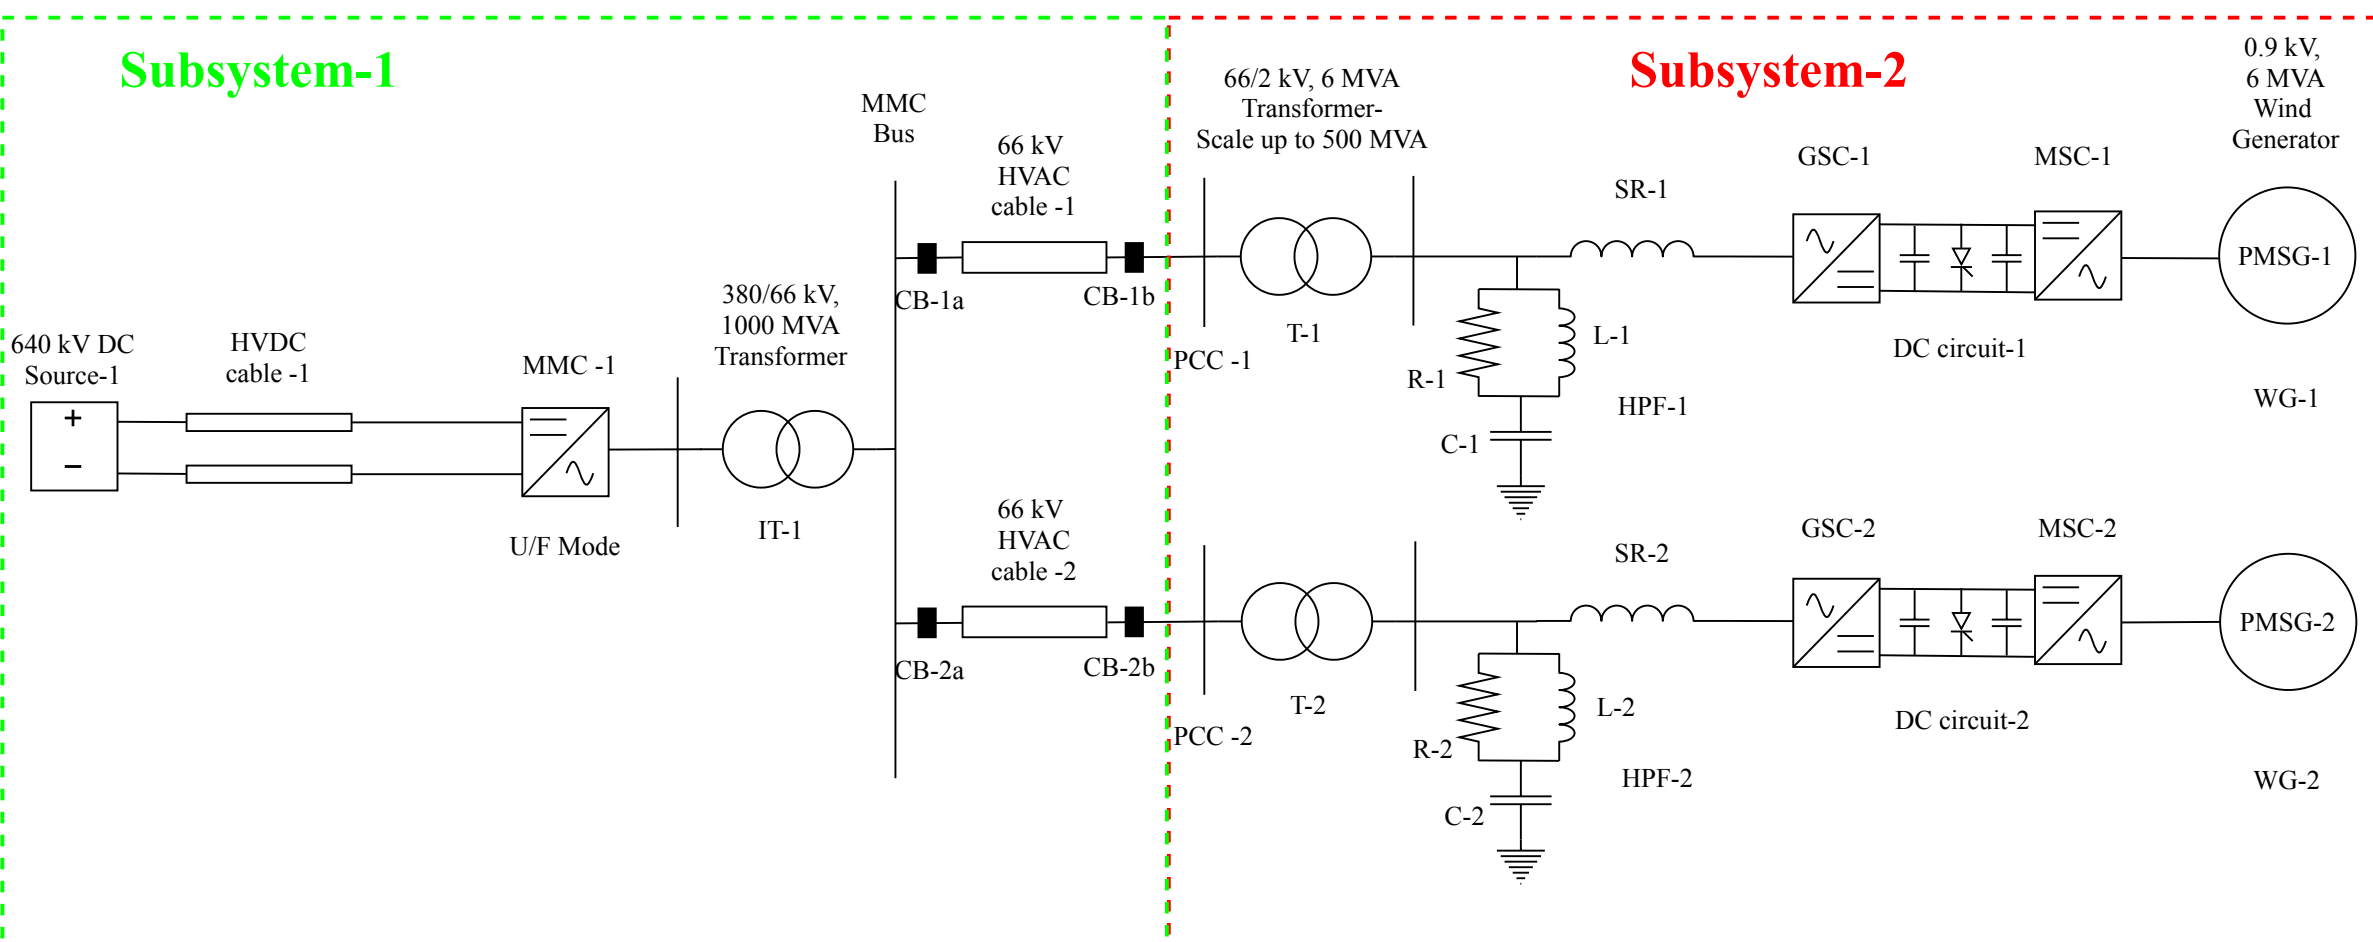 Subsystem-1
Subsystem-2
0.9 kV,
6 MVA
Wind
Generator
66/2 kV, 6 MVA
Transformer-
Scale up to 500 MVA
MMC
Bus
66 kV
HVAC
cable -1
GSC-1
MSC-1
SR-1
PMSG-1
CB-1a
CB-1b
380/66 kV,
1000 MVA
Transformer
640 kV DC
Source-1
HVDC
cable -1
MMC -1
PCC -1
T-1
L-1
R-1
DC circuit-1
HPF-1
WG-1
C-1
+
−
U/F Mode
IT-1
66 kV
HVAC
cable -2
GSC-2
MSC-2
SR-2
PMSG-2
CB-2a
CB-2b
PCC -2
T-2
L-2
R-2
DC circuit-2
HPF-2
WG-2
C-2